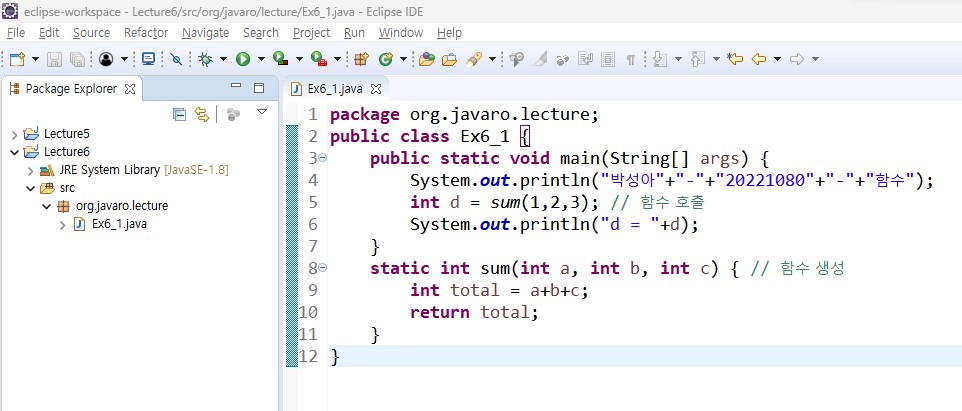 eclipse-workspace - Lecture6/src/org/javaro/lecture/Ex6_1.java - Eclipse IDE
File Edit Source Refactor Navigate Search Project Run Window Help
Package Explorer
Lecture5
Lecture6
JRE System Library [JavaSE-1.8]
src
org.javaro.lecture
Ex6_1.java
Ex6_1.java
1 package org.javaro.lecture;
2 public class Ex6_1 {
3 public static void main(String[] args) {
4 System.out.println("박성아"+"-"+"20221080"+"-"+"함수");
5 int d = sum(1,2,3); // 함수 호출
6 System.out.println("d = "+d);
7 }
8 static int sum(int a, int b, int c) { // 함수 생성
9 int total = a+b+c;
10 return total;
11 }
12 }